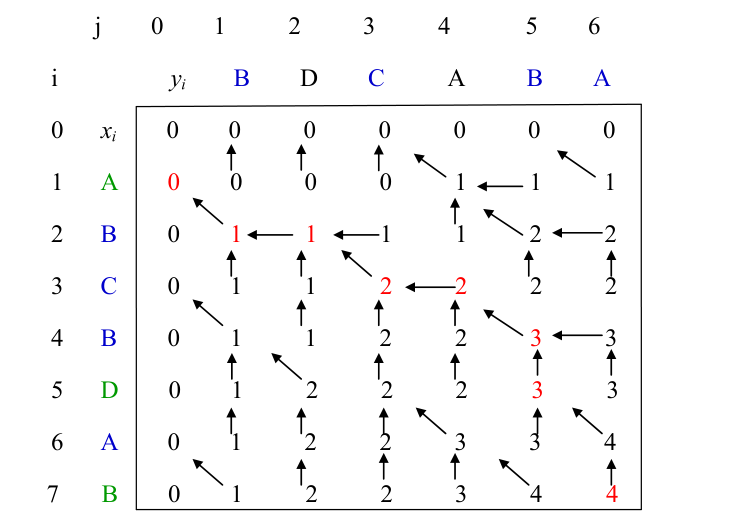 j 0 1 2 3 4 5 6
i yi B D C A B A
0 xi 0 0 0 0 0 0 0
1 A 0 0 0 0 1 1 1
2 B 0 1 1 1 1 2 2
3 C 0 1 1 2 2 2 2
4 B 0 1 1 2 2 3 3
5 D 0 1 2 2 2 3 3
6 A 0 1 2 2 3 3 4
7 B 0 1 2 2 3 4 4